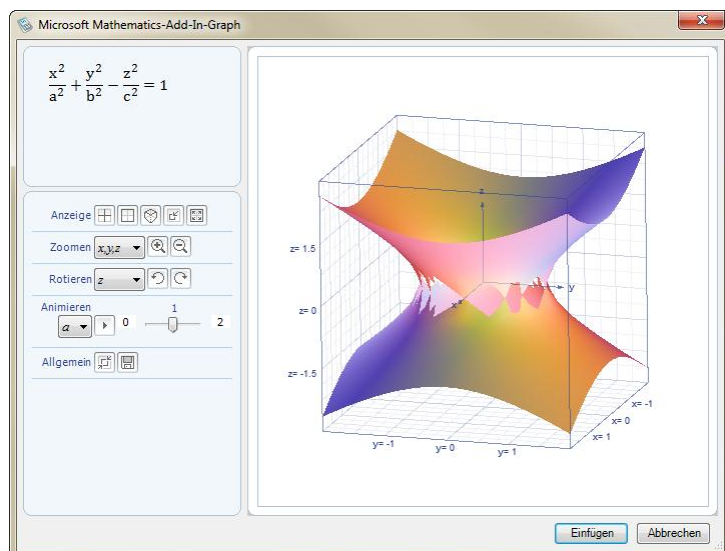 Microsoft Mathematics-Add-In-Graph
x²/a² + y²/b² − z²/c² = 1
Anzeige
Zoomen x,y,z
Rotieren z
Animieren
a 0 1 2
Allgemein
z
y
x
z= 1.5
z= 0
z= -1.5
y= -1
y= 0
y= 1
x= -1
x= 0
x= 1
Einfügen Abbrechen